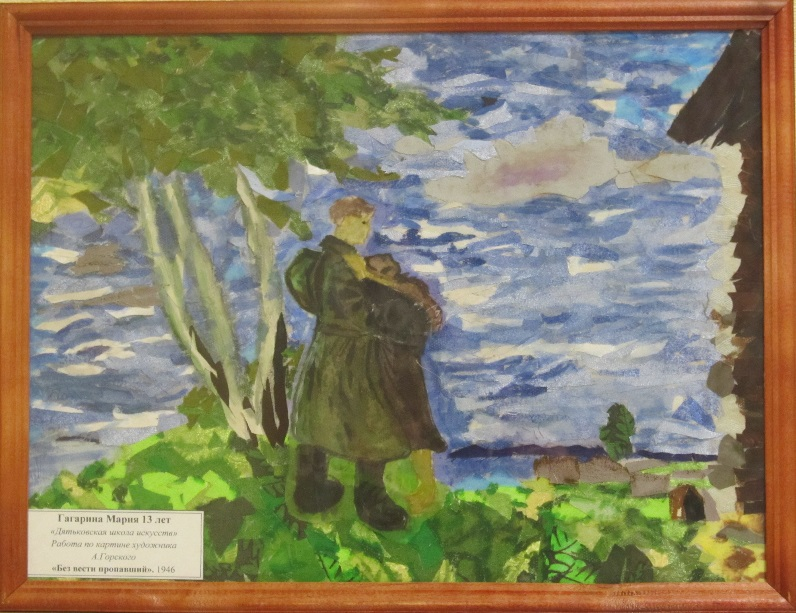 Гагарина Мария 13 лет
«Дятьковская школа искусств»
Работа по картине художника
А.Горского
«Без вести пропавший». 1946